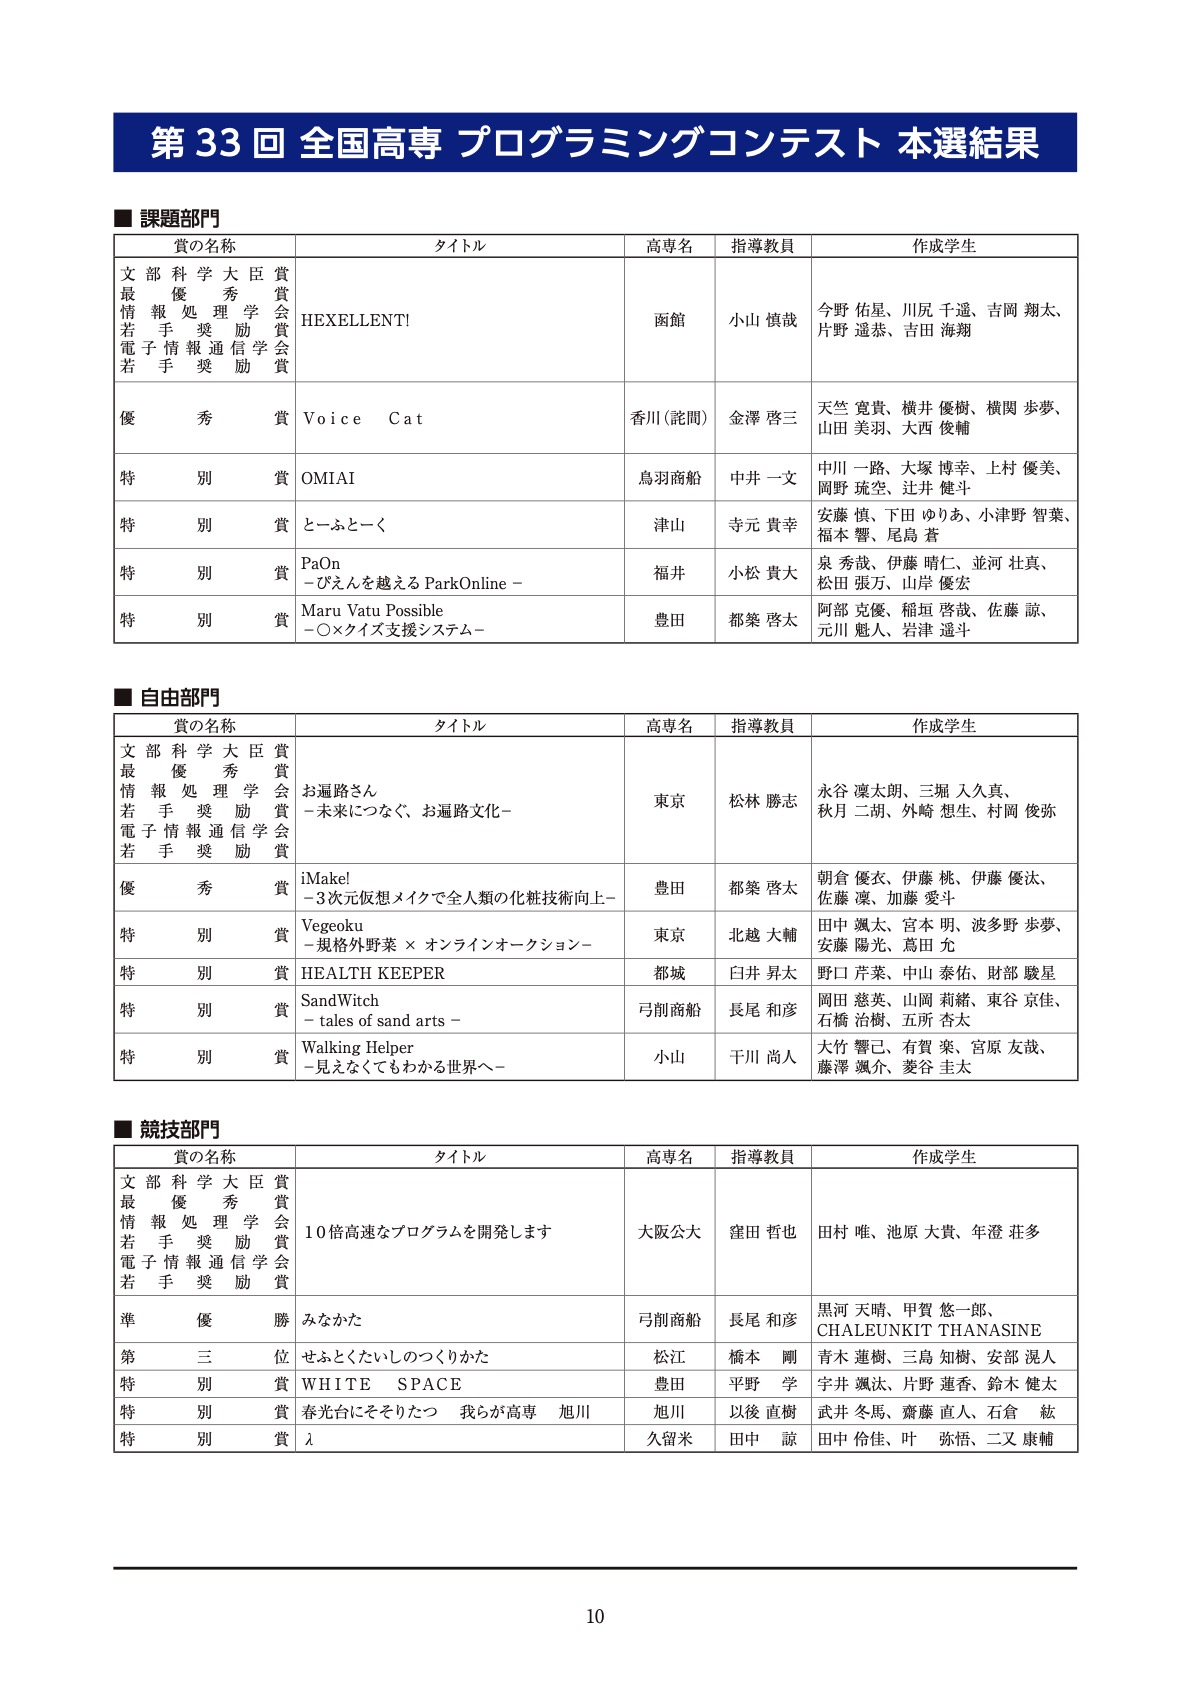 第33回 全国高専 プログラミングコンテスト 本選結果
■ 課題部門
賞の名称 タイトル 高専名 指導教員 作成学生
文部科学大臣賞
最優秀賞
情報処理学会
若手奨励賞
電子情報通信学会
若手奨励賞
HEXELLENT!
函館
小山 慎哉
今野 佑星、川尻 千遥、吉岡 翔太、
片野 遥恭、吉田 海翔
優秀賞
Voice Cat
香川(詫間)
金澤 啓三
天竺 寛貴、横井 優樹、横関 歩夢、
山田 美羽、大西 俊輔
特別賞
OMIAI
鳥羽商船
中井 一文
中川 一路、大塚 博幸、上村 優美、
岡野 琉空、辻井 健斗
特別賞
とーふとーく
津山
寺元 貴幸
安藤 慎、下田 ゆりあ、小津野 智葉、
福本 響、尾島 蒼
特別賞
PaOn
−ぴえんを越える ParkOnline −
福井
小松 貴大
泉 秀哉、伊藤 晴仁、並河 壮真、
松田 張万、山岸 優宏
特別賞
Maru Vatu Possible
−○×クイズ支援システム−
豊田
都築 啓太
阿部 克優、稲垣 啓哉、佐藤 諒、
元川 魁人、岩津 遥斗
■ 自由部門
賞の名称 タイトル 高専名 指導教員 作成学生
文部科学大臣賞
最優秀賞
情報処理学会
若手奨励賞
電子情報通信学会
若手奨励賞
お遍路さん
−未来につなぐ、お遍路文化−
東京
松林 勝志
永谷 凜太朗、三堀 入久真、
秋月 二胡、外崎 想生、村岡 俊弥
優秀賞
iMake!
−3次元仮想メイクで全人類の化粧技術向上−
豊田
都築 啓太
朝倉 優衣、伊藤 桃、伊藤 優汰、
佐藤 凜、加藤 愛斗
特別賞
Vegeoku
−規格外野菜 × オンラインオークション−
東京
北越 大輔
田中 颯太、宮本 明、波多野 歩夢、
安藤 陽光、蔦田 允
特別賞
HEALTH KEEPER
都城
臼井 昇太
野口 芹菜、中山 泰佑、財部 駿星
特別賞
SandWitch
− tales of sand arts −
弓削商船
長尾 和彦
岡田 慈英、山岡 莉緒、東谷 京佳、
石橋 治樹、五所 杏太
特別賞
Walking Helper
−見えなくてもわかる世界へ−
小山
干川 尚人
大竹 響己、有賀 楽、宮原 友哉、
藤澤 颯介、菱谷 圭太
■ 競技部門
賞の名称 タイトル 高専名 指導教員 作成学生
文部科学大臣賞
最優秀賞
情報処理学会
若手奨励賞
電子情報通信学会
若手奨励賞
10倍高速なプログラムを開発します
大阪公大
窪田 哲也
田村 唯、池原 大貴、年澄 荘多
準優勝
みなかた
弓削商船
長尾 和彦
黒河 天晴、甲賀 悠一郎、
CHALEUNKIT THANASINE
第三位
せふとくたいしのつくりかた
松江
橋本 剛
青木 蓮樹、三島 知樹、安部 滉人
特別賞
WHITE SPACE
豊田
平野 学
宇井 颯汰、片野 蓮香、鈴木 健太
特別賞
春光台にそそりたつ 我らが高専 旭川
旭川
以後 直樹
武井 冬馬、齋藤 直人、石倉 紘
特別賞
λ
久留米
田中 諒
田中 伶佳、叶 弥悟、二又 康輔
10